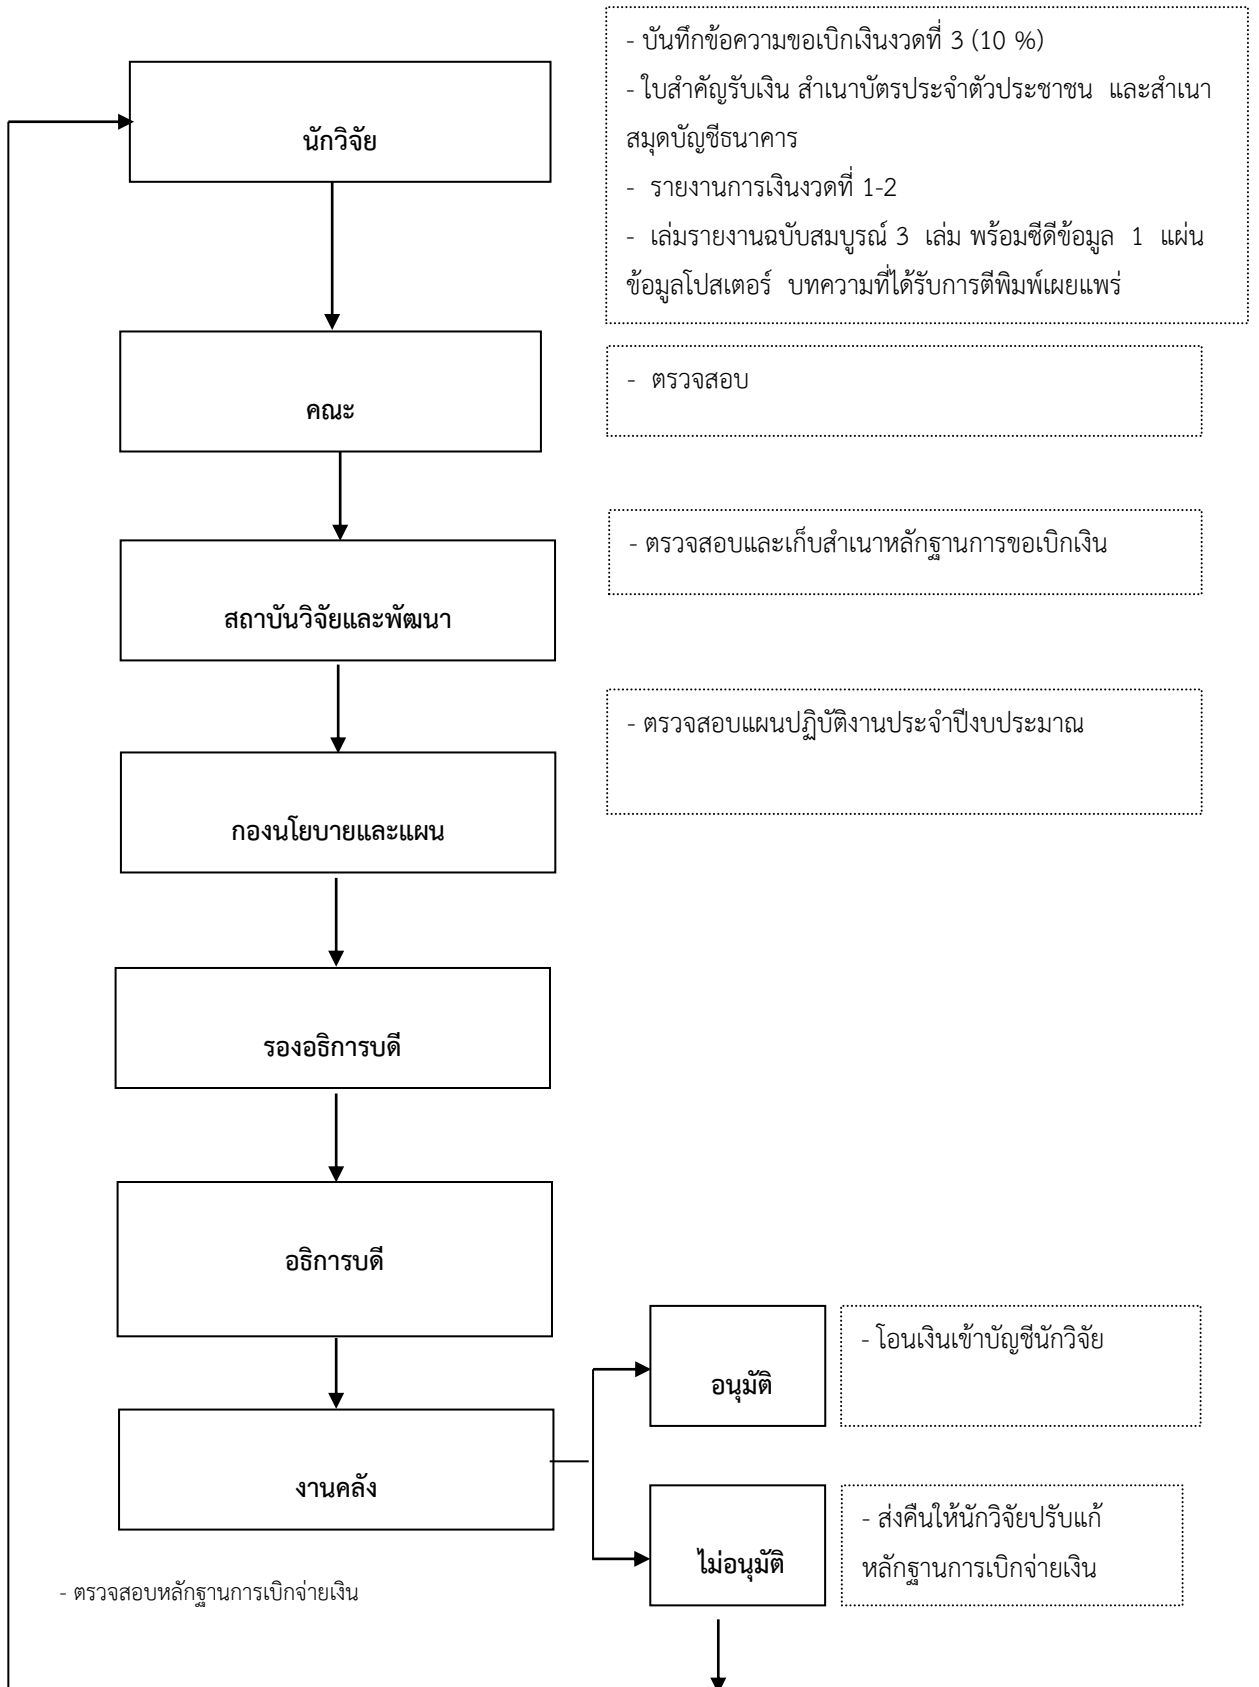 - บันทึกข้อความขอเบิกเงินงวดที่ 3 (10 %)
- ใบสำคัญรับเงิน สำเนาบัตรประจำตัวประชาชน และสำเนา
สมุดบัญชีธนาคาร
- รายงานการเงินงวดที่ 1-2
- เล่มรายงานฉบับสมบูรณ์ 3 เล่ม พร้อมซีดีข้อมูล 1 แผ่น
ข้อมูลโปสเตอร์ บทความที่ได้รับการตีพิมพ์เผยแพร่
นักวิจัย
- ตรวจสอบ
คณะ
- ตรวจสอบและเก็บสำเนาหลักฐานการขอเบิกเงิน
สถาบันวิจัยและพัฒนา
- ตรวจสอบแผนปฏิบัติงานประจำปีงบประมาณ
กองนโยบายและแผน
รองอธิการบดี
อธิการบดี
- โอนเงินเข้าบัญชีนักวิจัย
อนุมัติ
งานคลัง
- ส่งคืนให้นักวิจัยปรับแก้
หลักฐานการเบิกจ่ายเงิน
ไม่อนุมัติ
- ตรวจสอบหลักฐานการเบิกจ่ายเงิน